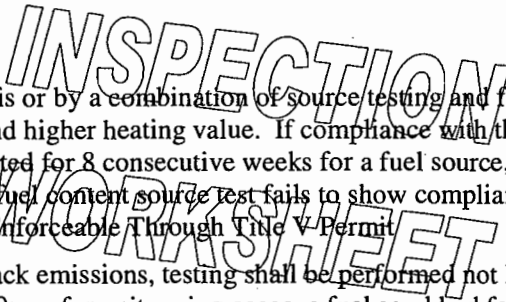 INSPECTION
is or by a combination of source testing and f
d higher heating value. If compliance with th
ted for 8 consecutive weeks for a fuel source,
fuel content source test fails to show complia
nforceable Through Title V Permit
WORKSHEET
ck emissions, testing shall be performed not